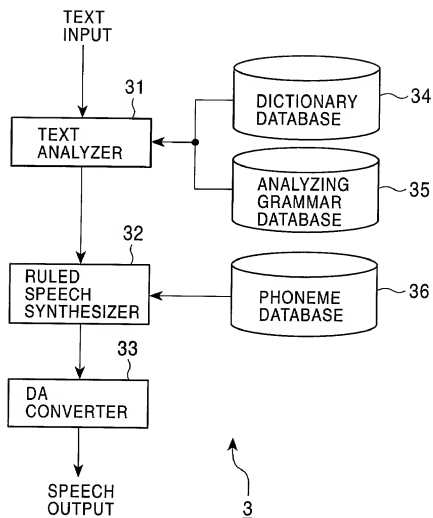 TEXT
INPUT
31
TEXT
ANALYZER
DICTIONARY
DATABASE
34
ANALYZING
GRAMMAR
DATABASE
35
32
RULED
SPEECH
SYNTHESIZER
PHONEME
DATABASE
36
33
DA
CONVERTER
SPEECH
OUTPUT
3